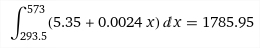 ∫_{293.5}^{573} (5.35 + 0.0024 x) dx = 1785.95